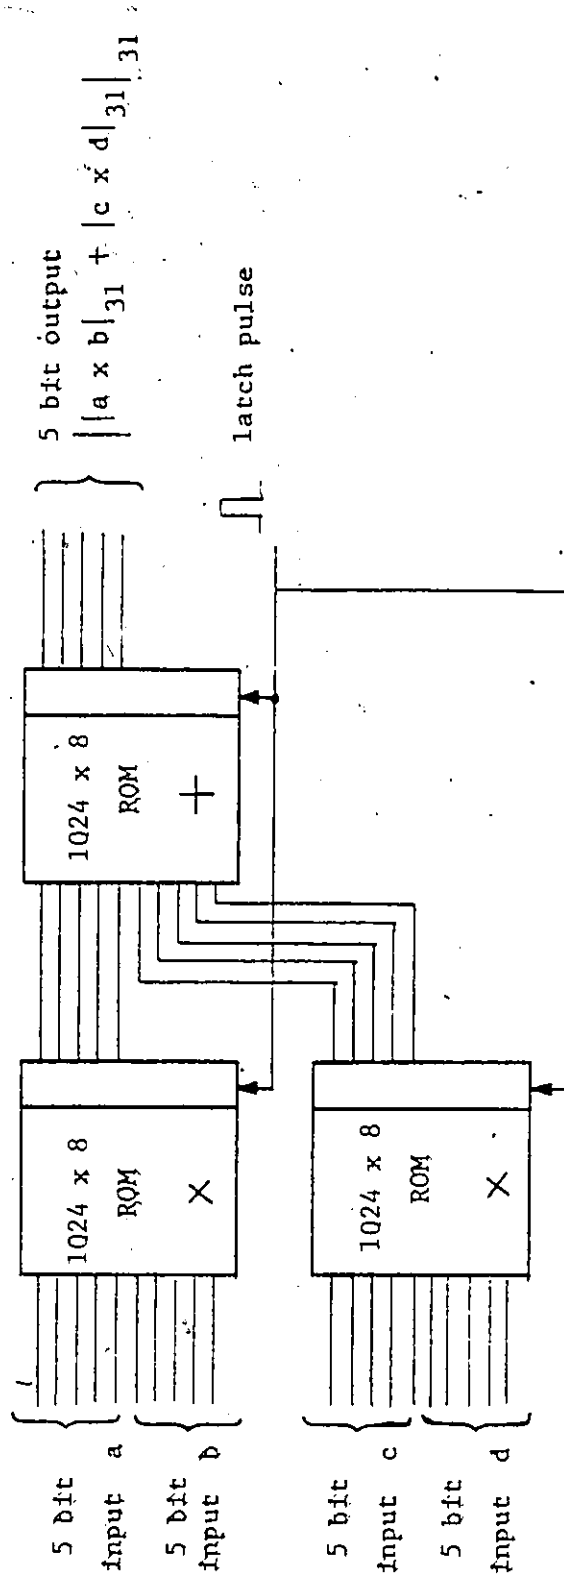 5 bit output
||a x b|31 + |c x d|31|31
latch pulse
1024 x 8
ROM
+
1024 x 8
ROM
X
1024 x 8
ROM
X
5 bit
input a
5 bit
input b
5 bit
input c
5 bit
input d